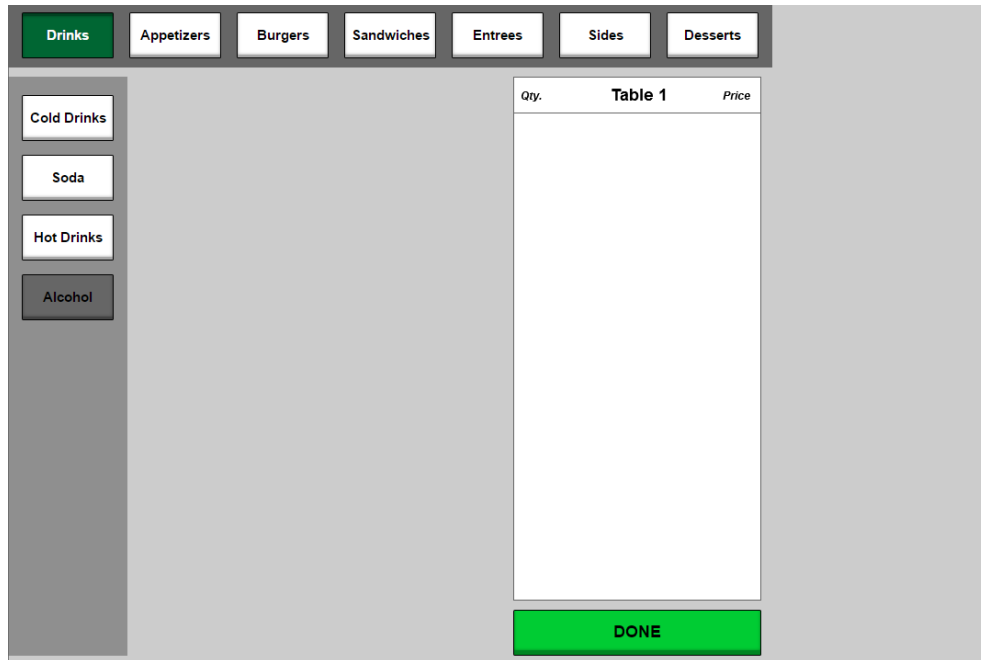 Drinks Appetizers Burgers Sandwiches Entrees Sides Desserts
Cold Drinks
Soda
Hot Drinks
Alcohol
Qty. Table 1 Price
DONE